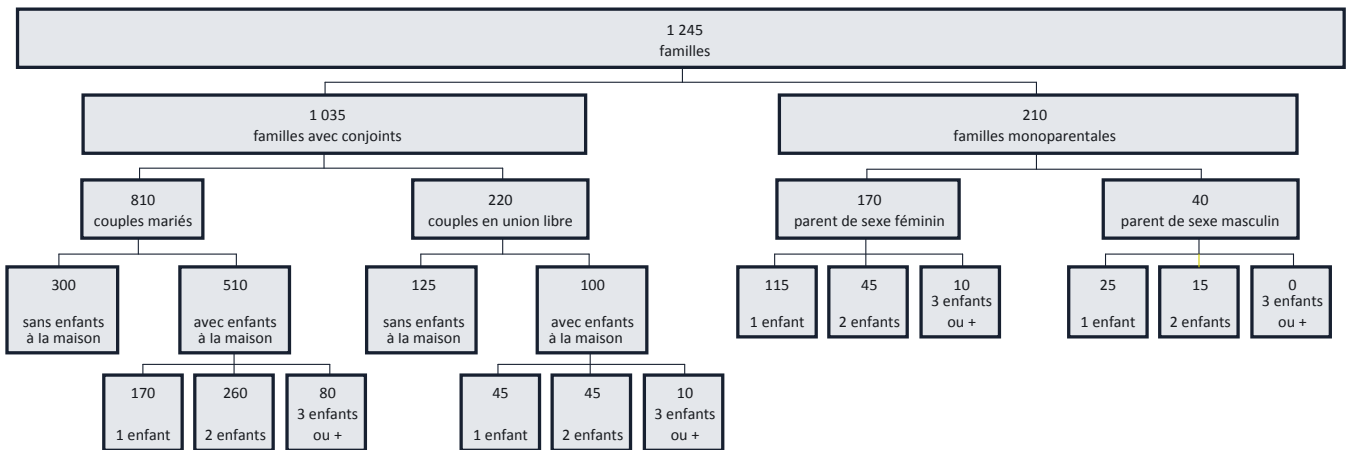 1 245
familles
1 035
familles avec conjoints
210
familles monoparentales
810
couples mariés
220
couples en union libre
170
parent de sexe féminin
40
parent de sexe masculin
300
sans enfants
à la maison
510
avec enfants
à la maison
125
sans enfants
à la maison
100
avec enfants
à la maison
115
1 enfant
45
2 enfants
10
3 enfants
ou +
25
1 enfant
15
2 enfants
0
3 enfants
ou +
170
1 enfant
260
2 enfants
80
3 enfants
ou +
45
1 enfant
45
2 enfants
10
3 enfants
ou +